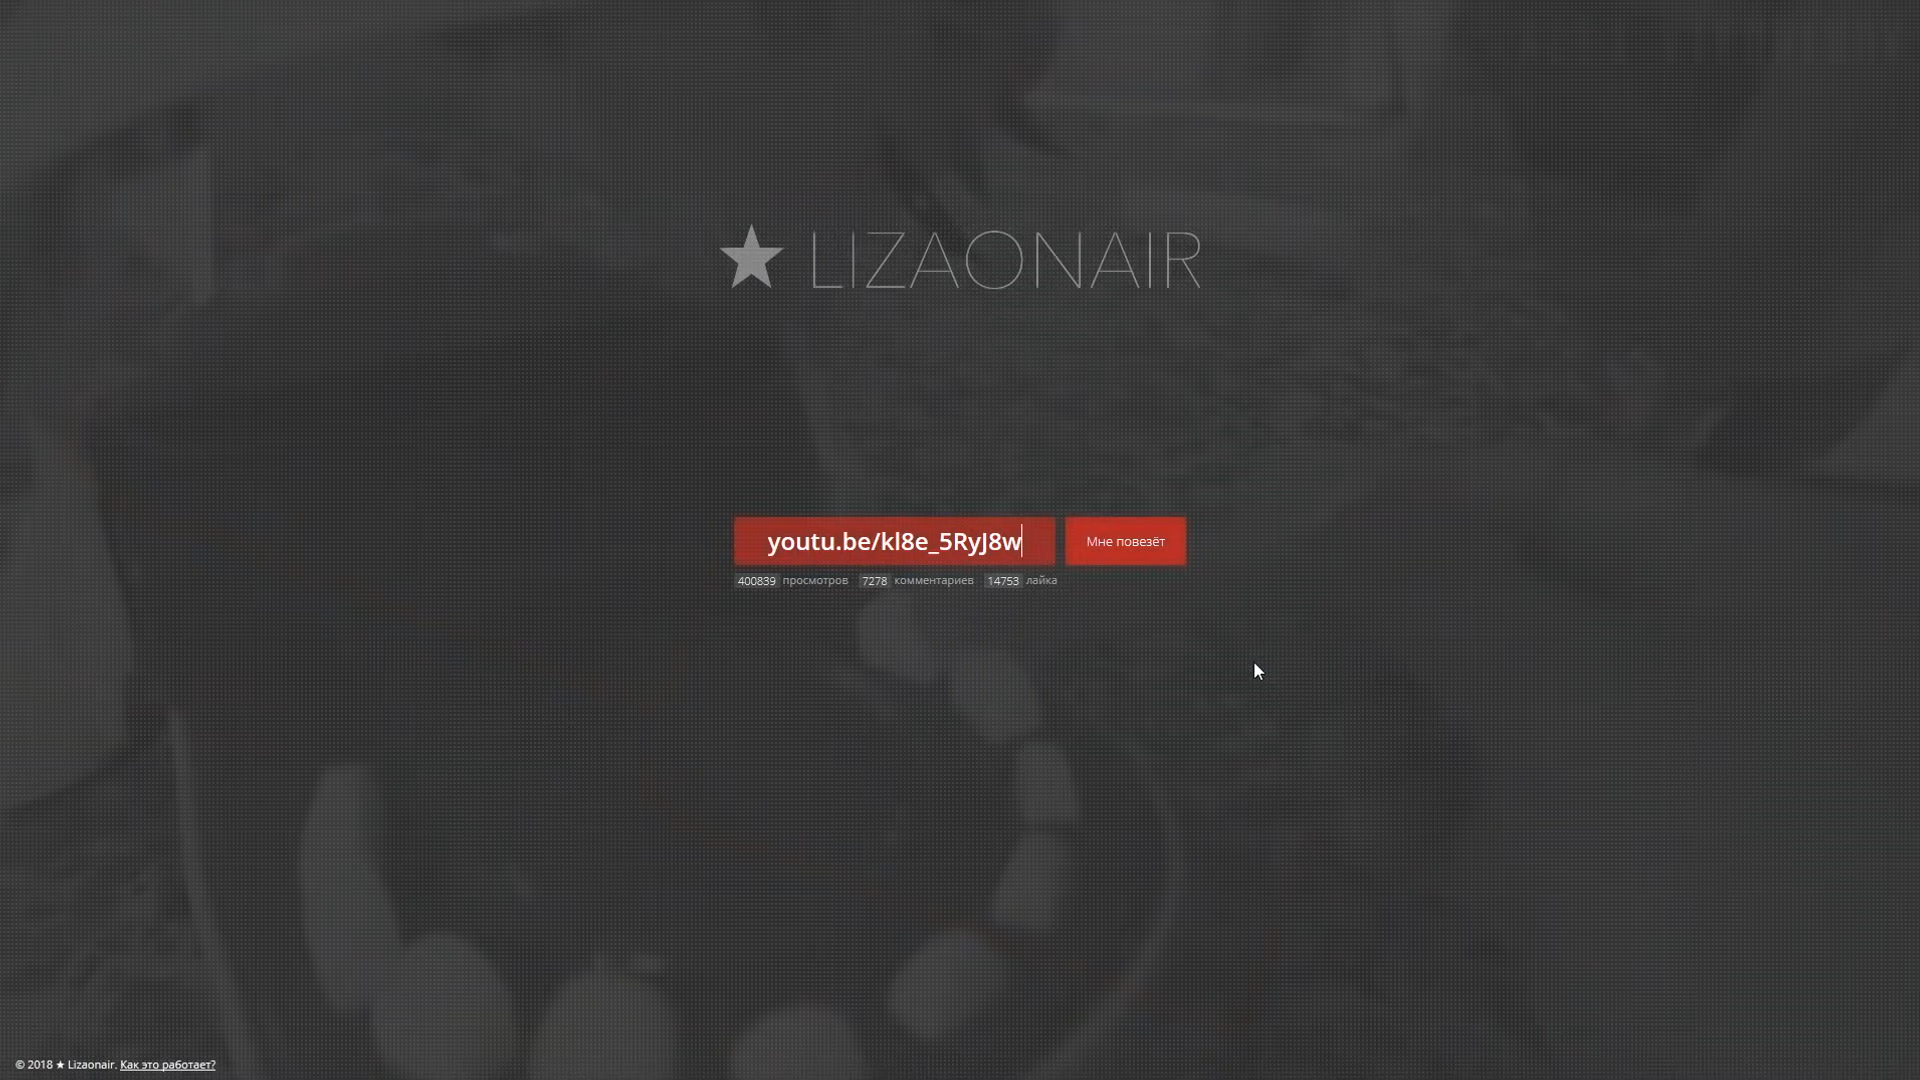 ★ LIZAONAIR
youtu.be/kl8e_5RyJ8w
Мне повезёт
400839 просмотров 7278 комментариев 14753 лайка
© 2018 ★ Lizaonair. Как это работает?